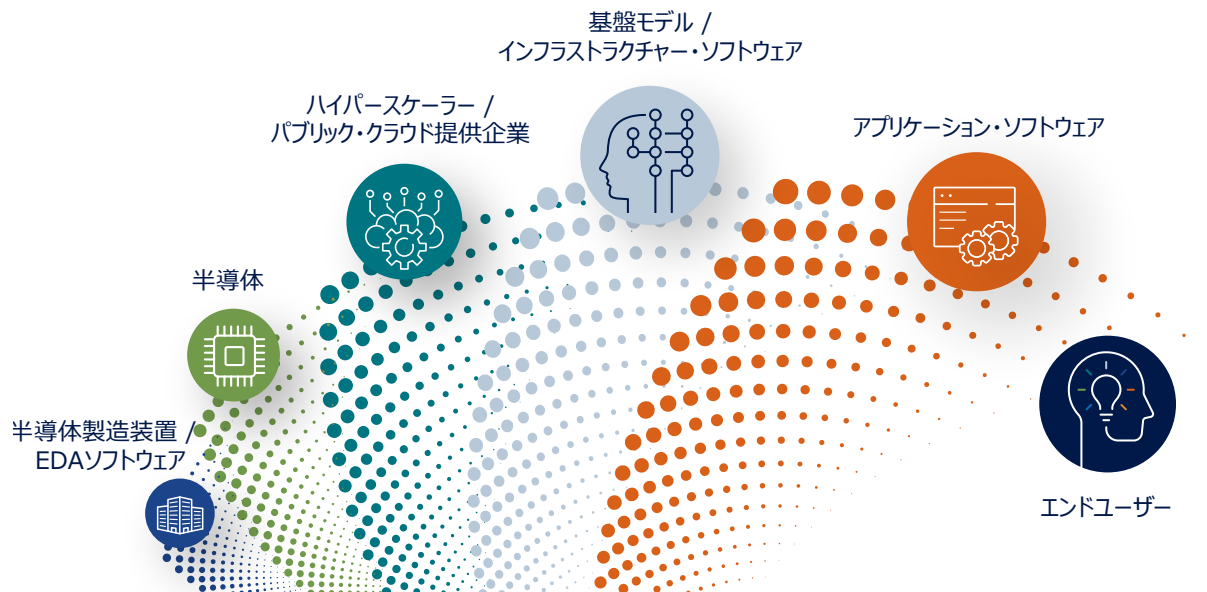 基盤モデル /
インフラストラクチャー・ソフトウェア
ハイパースケーラー /
パブリック・クラウド提供企業
アプリケーション・ソフトウェア
半導体
半導体製造装置 /
EDAソフトウェア
エンドユーザー